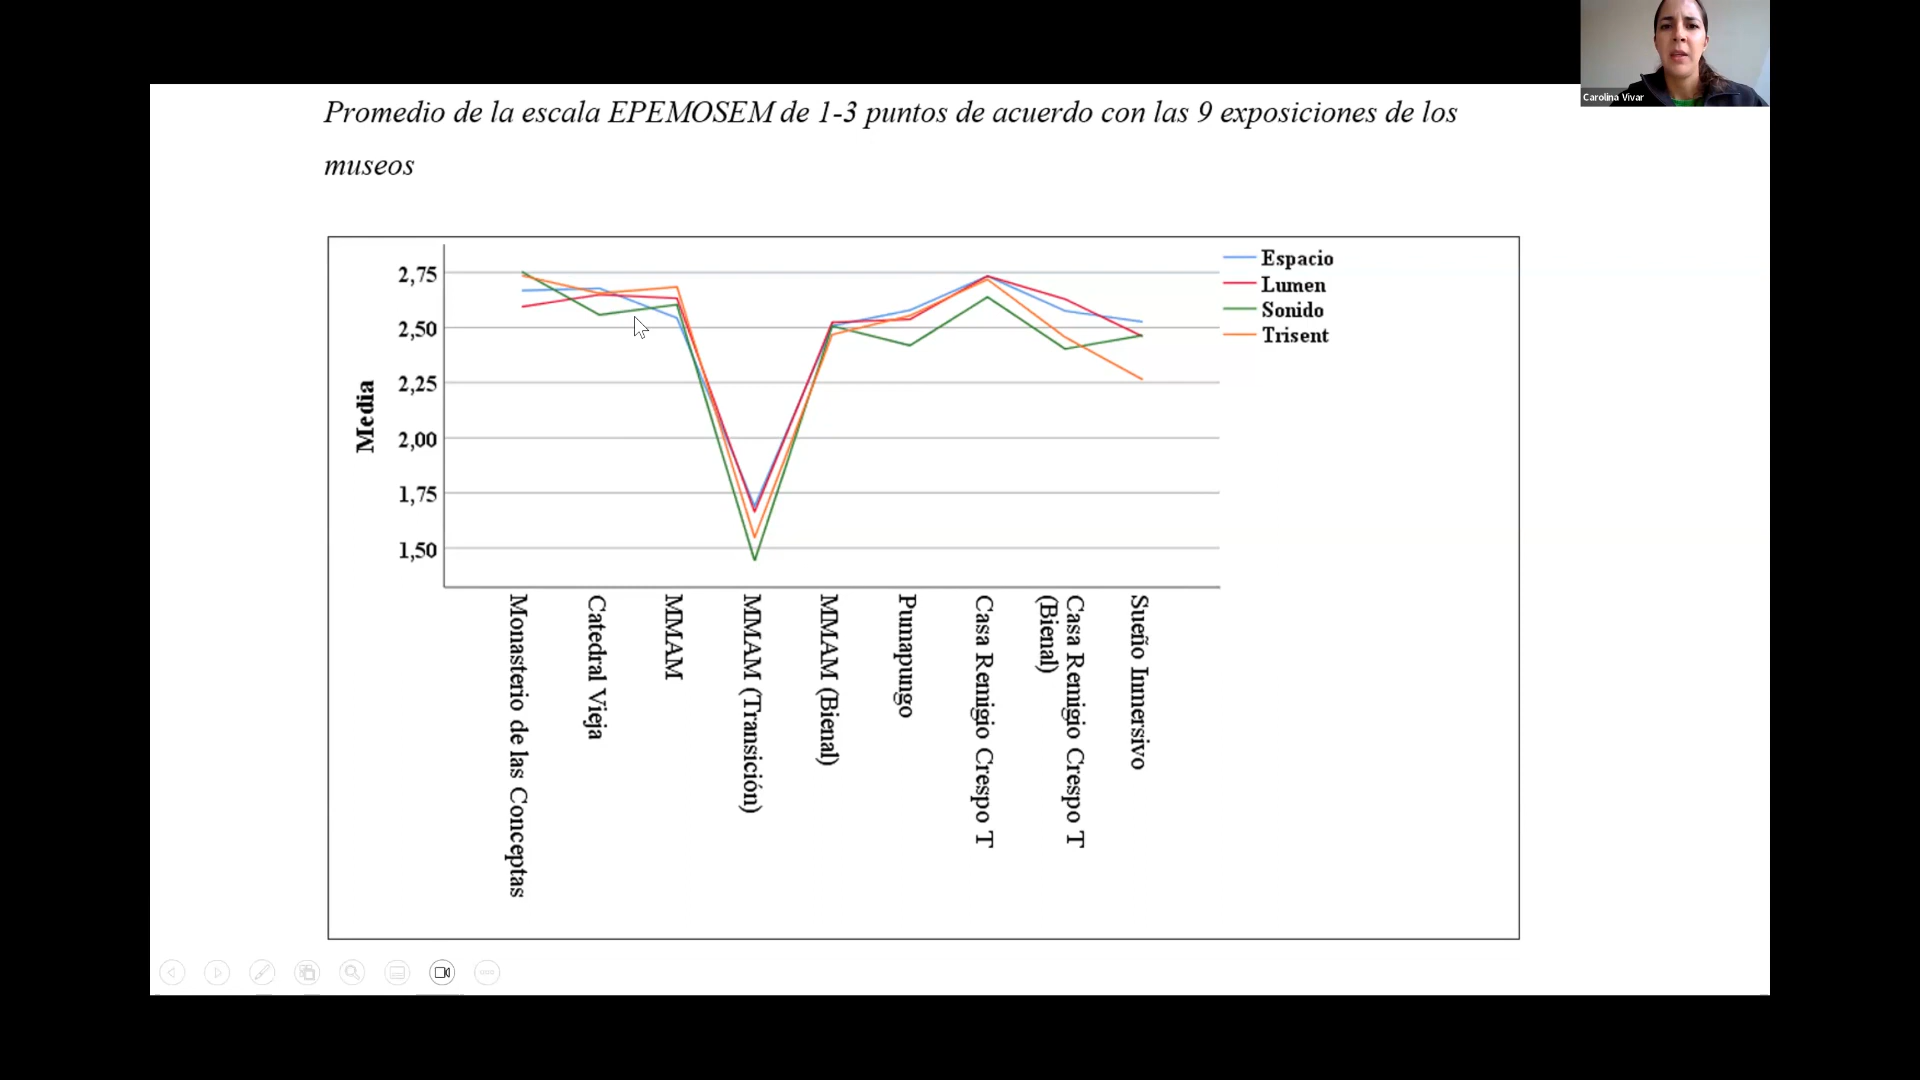 Carolina Vivar
Promedio de la escala EPEMOSEM de 1-3 puntos de acuerdo con las 9 exposiciones de los
museos
Espacio
Lumen
Sonido
Trisent
Media
2,75
2,50
2,25
2,00
1,75
1,50
Monasterio de las Conceptas
Catedral Vieja
MMAM
MMAM (Transición)
MMAM (Bienal)
Pumapungo
Casa Remigio Crespo T
Casa Remigio Crespo T
(Bienal)
Sueño Inmersivo